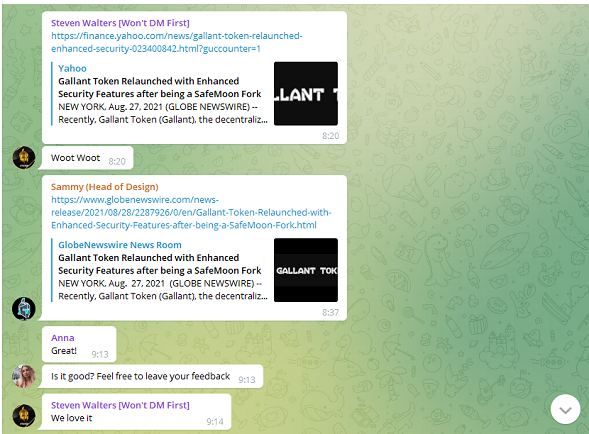 Steven Walters [Won't DM First]
https://finance.yahoo.com/news/gallant-token-relaunched-
enhanced-security-023400842.html?guccounter=1
Yahoo
Gallant Token Relaunched with Enhanced
Security Features after being a SafeMoon Fork
NEW YORK, Aug. 27, 2021 (GLOBE NEWSWIRE) --
Recently, Gallant Token (Gallant), the decentraliz...
LLANT T
8:20
Woot Woot 8:20
Sammy (Head of Design)
https://www.globenewswire.com/news-
release/2021/08/28/2287926/0/en/Gallant-Token-Relaunched-with-
Enhanced-Security-Features-after-being-a-SafeMoon-Fork.html
GlobeNewswire News Room
Gallant Token Relaunched with Enhanced
Security Features after being a SafeMoon Fork
NEW YORK, Aug. 27, 2021 (GLOBE NEWSWIRE) --
Recently, Gallant Token (Gallant), the decentraliz...
GALLANT TOK
8:37
Anna
Great! 9:13
Is it good? Feel free to leave your feedback 9:13
Steven Walters [Won't DM First]
We love it 9:14